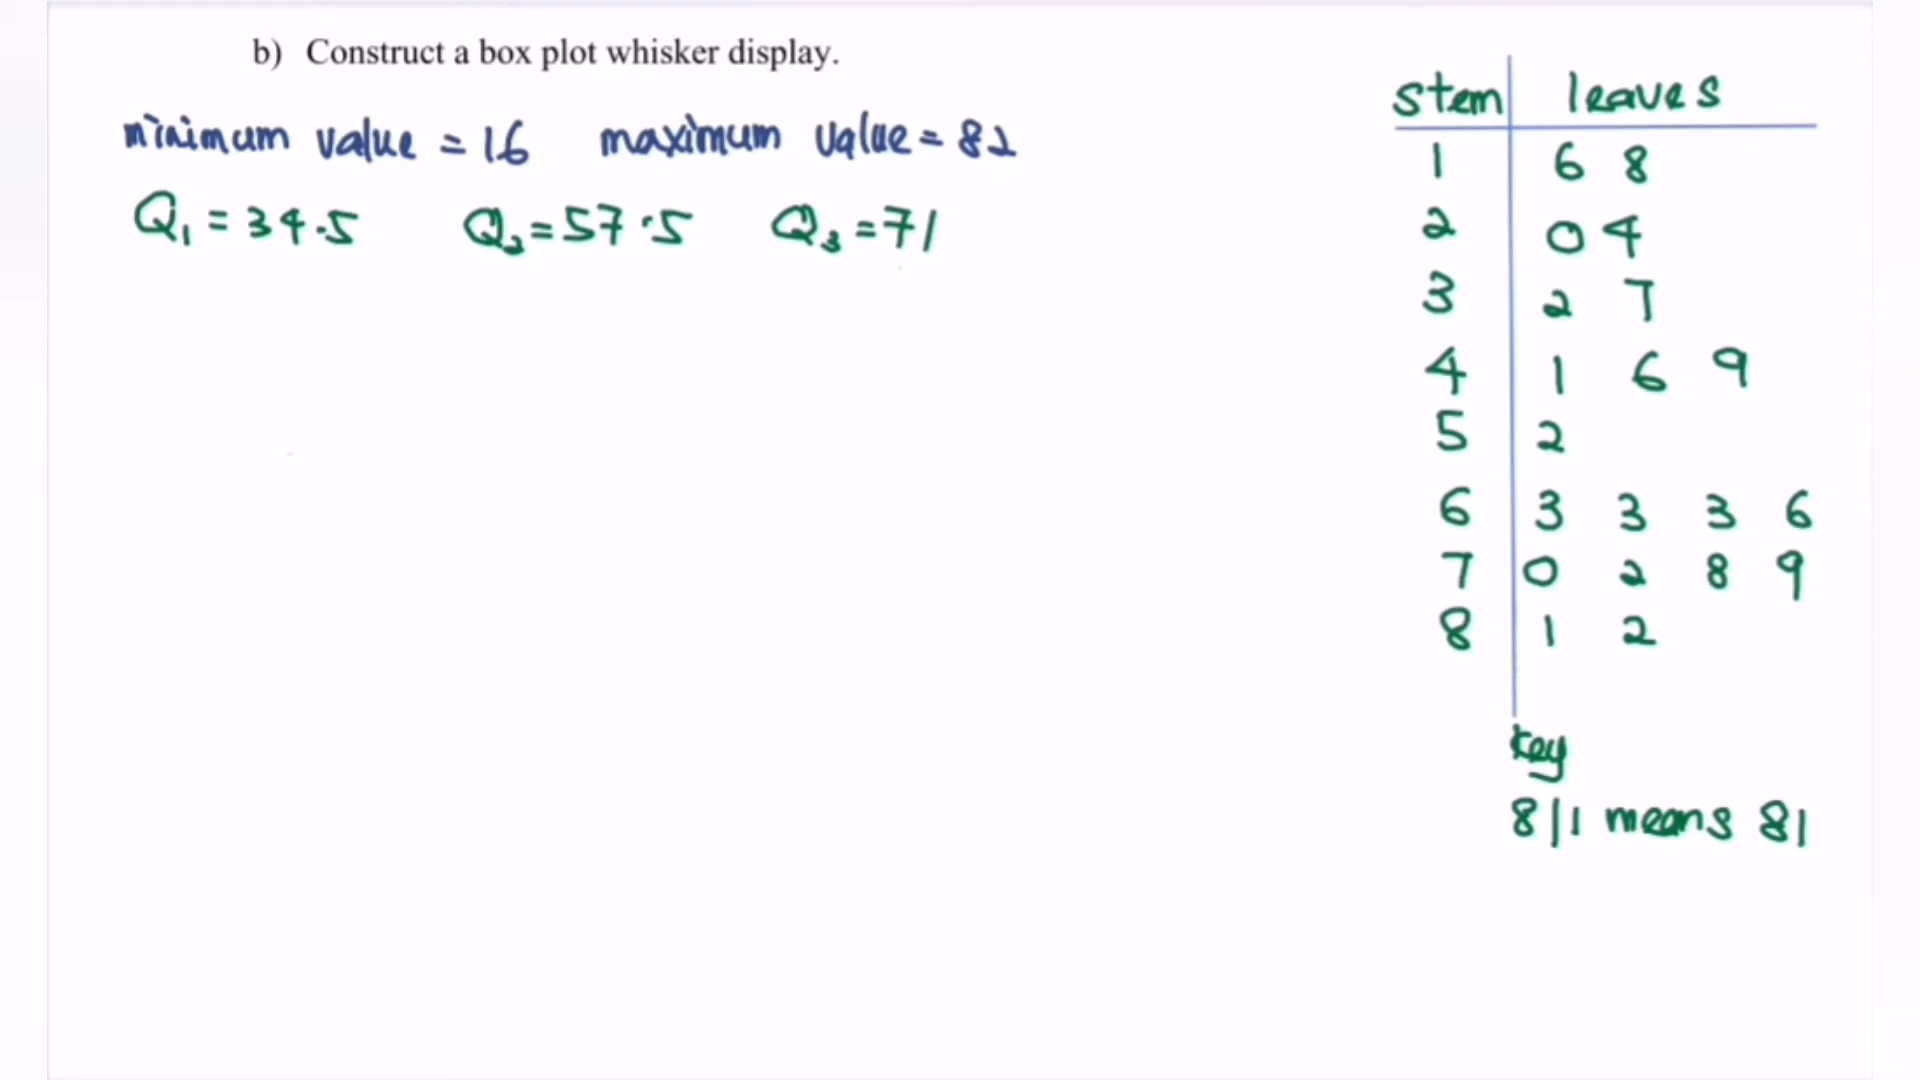 b) Construct a box plot whisker display.
minimum value = 16 maximum value = 82
Q1 = 34.5 Q2 = 57.5 Q3 = 71
stem leaves
1 6 8
2 0 4
3 2 7
4 1 6 9
5 2
6 3 3 3 6
7 0 2 8 9
8 1 2
key
8|1 means 81